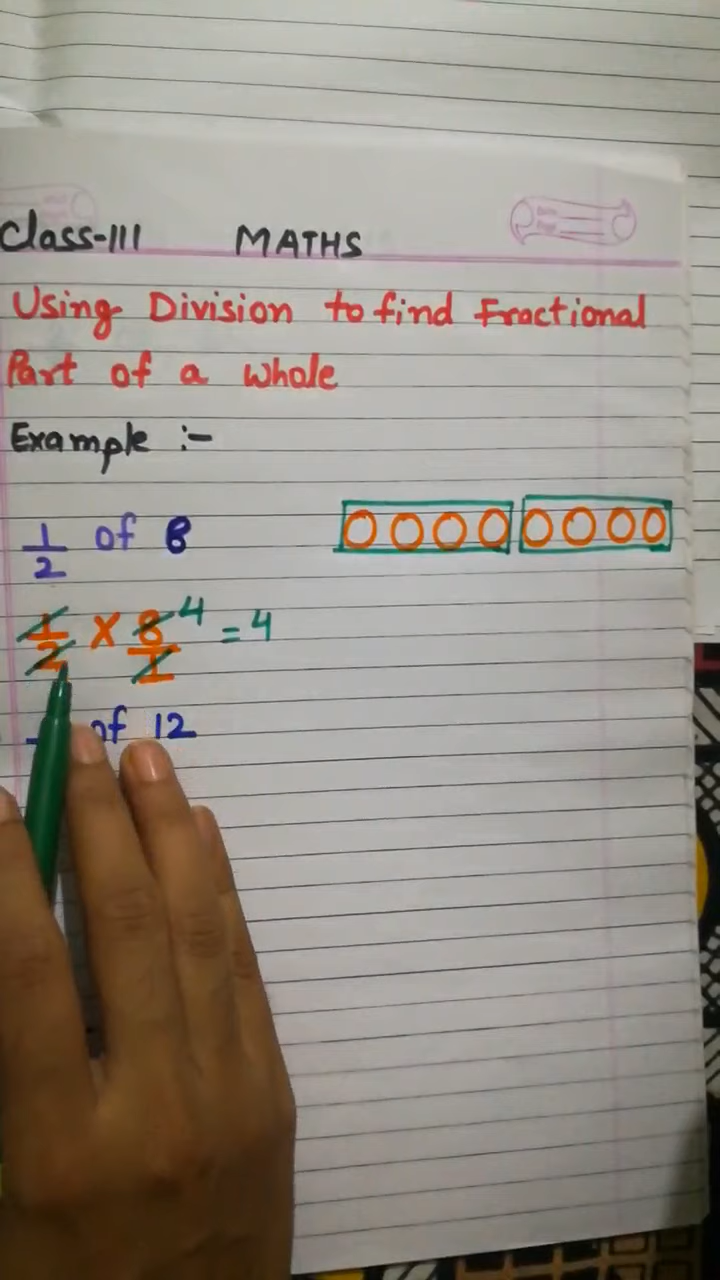 Class-III MATHS
Using Division to find Fractional
Part of a whole
Example :-
1/2 of 8
1/2 X 8/1 4 = 4
of 12